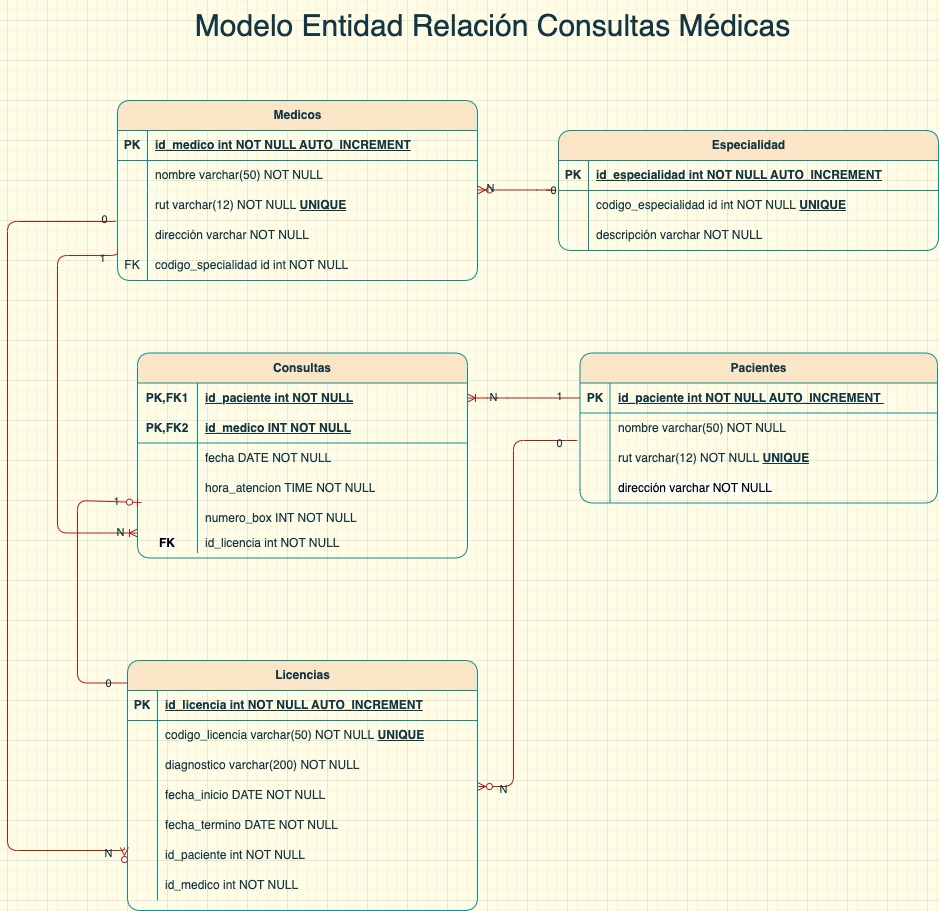 Modelo Entidad Relación Consultas Médicas
Medicos
PK id_medico int NOT NULL AUTO_INCREMENT
nombre varchar(50) NOT NULL
rut varchar(12) NOT NULL UNIQUE
dirección varchar NOT NULL
FK codigo_specialidad id int NOT NULL
N 0
0
1
Especialidad
PK id_especialidad int NOT NULL AUTO_INCREMENT
codigo_especialidad id int NOT NULL UNIQUE
descripción varchar NOT NULL
Consultas
PK,FK1 id_paciente int NOT NULL
PK,FK2 id_medico INT NOT NULL
fecha DATE NOT NULL
hora_atencion TIME NOT NULL
numero_box INT NOT NULL
FK id_licencia int NOT NULL
N 1
1
N
Pacientes
PK id_paciente int NOT NULL AUTO_INCREMENT
nombre varchar(50) NOT NULL
rut varchar(12) NOT NULL UNIQUE
dirección varchar NOT NULL
0
Licencias
PK id_licencia int NOT NULL AUTO_INCREMENT
codigo_licencia varchar(50) NOT NULL UNIQUE
diagnostico varchar(200) NOT NULL
fecha_inicio DATE NOT NULL
fecha_termino DATE NOT NULL
id_paciente int NOT NULL
id_medico int NOT NULL
0
N
N